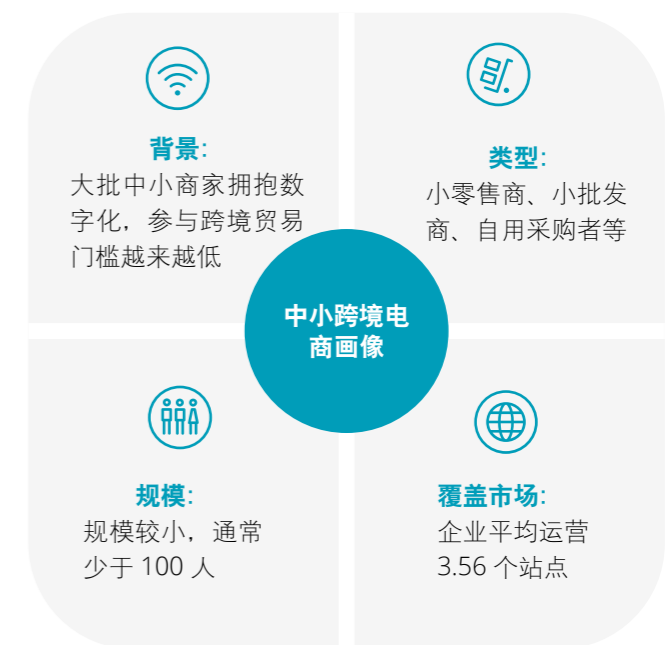 背景:
大批中小商家拥抱数
字化，参与跨境贸易
门槛越来越低
类型:
小零售商、小批发
商、自用采购者等
中小跨境电
商画像
规模:
规模较小，通常
少于 100 人
覆盖市场:
企业平均运营
3.56 个站点